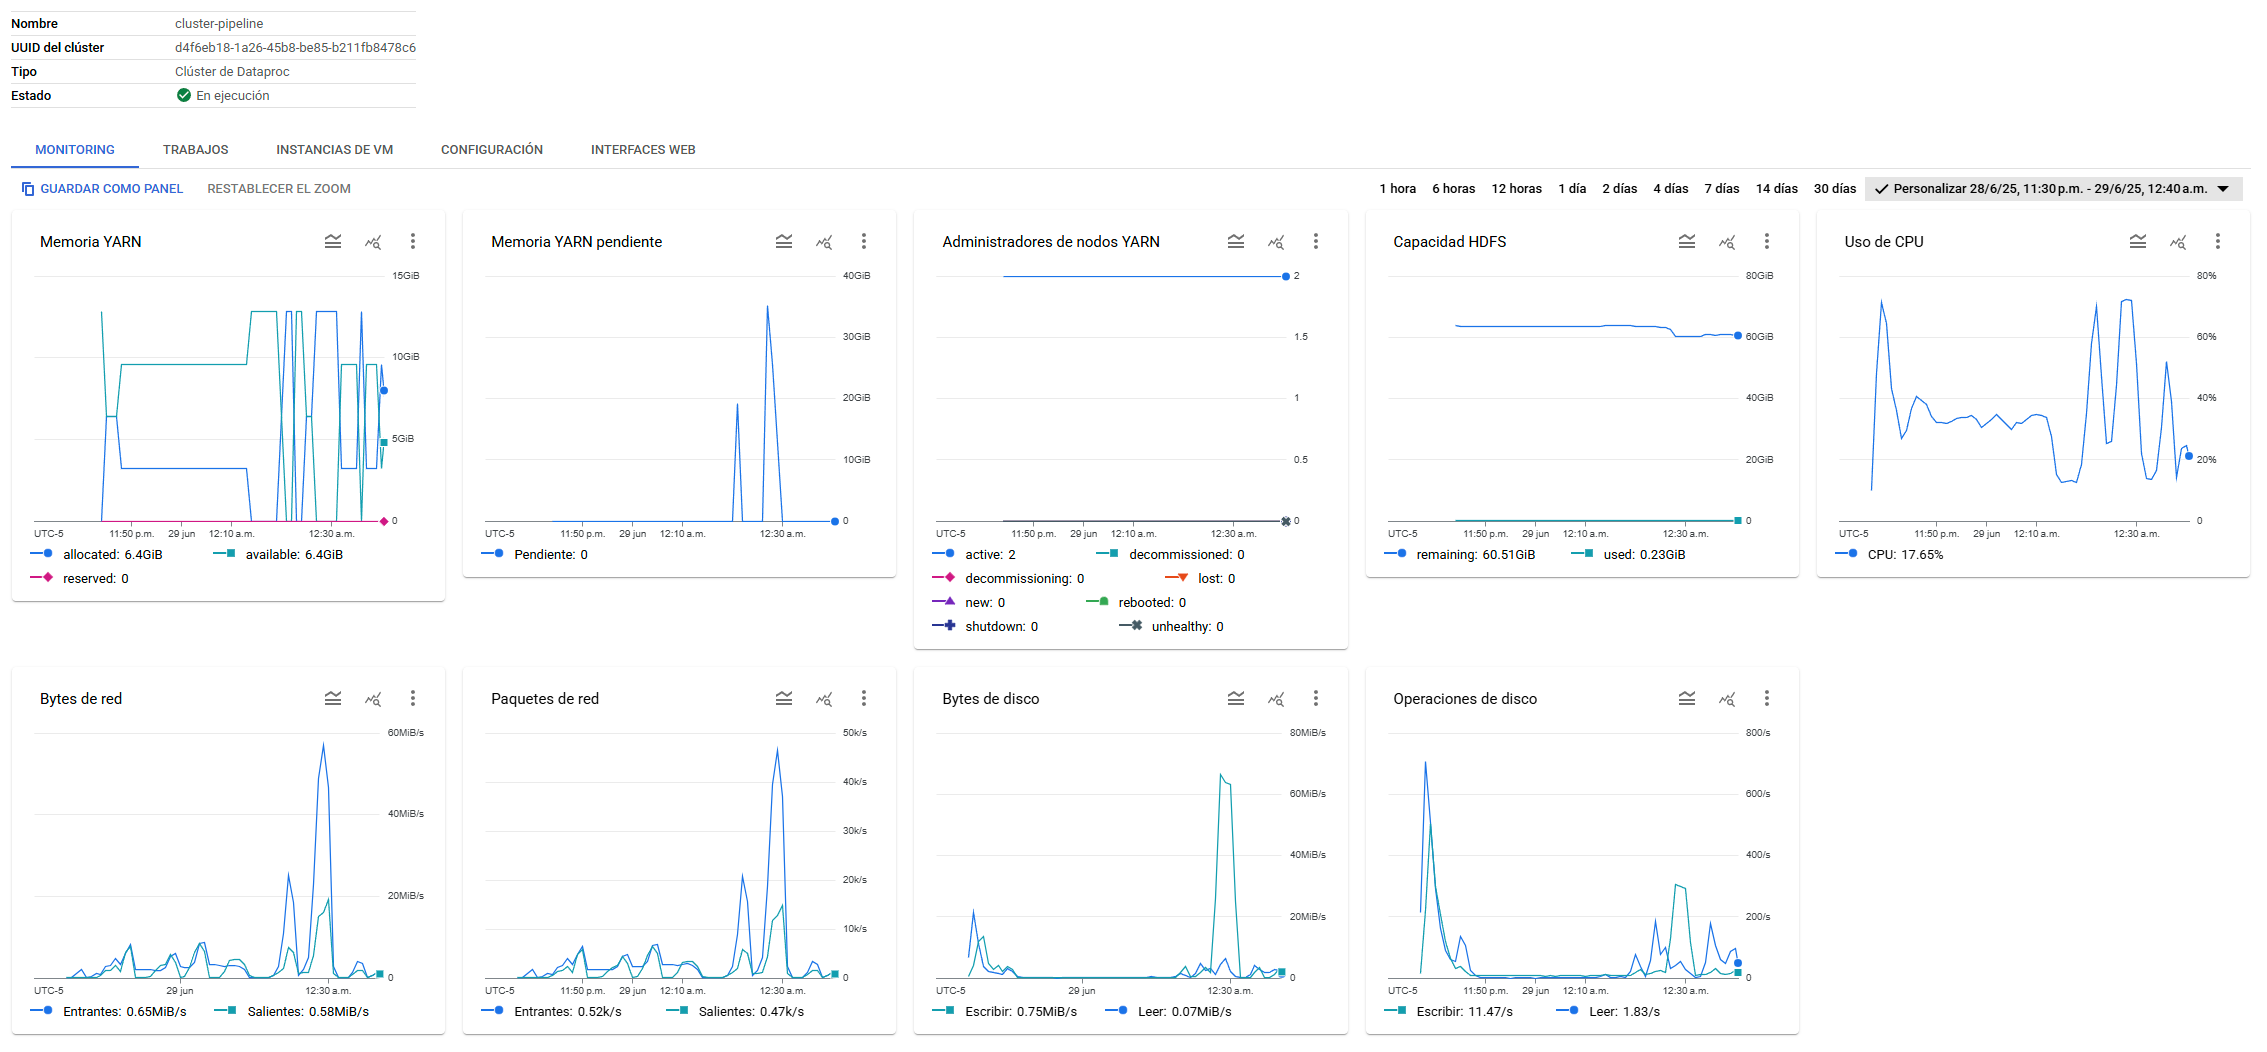 Nombre cluster-pipeline
UUID del clúster d4f6eb18-1a26-45b8-be85-b211fb8478c6
Tipo Clúster de Dataproc
Estado En ejecución
MONITORING TRABAJOS INSTANCIAS DE VM CONFIGURACIÓN INTERFACES WEB
GUARDAR COMO PANEL RESTABLECER EL ZOOM 1 hora 6 horas 12 horas 1 día 2 días 4 días 7 días 14 días 30 días Personalizar 28/6/25, 11:30 p.m. - 29/6/25, 12:40 a.m.
Memoria YARN
15GiB
10GiB
5GiB
0
UTC-5 11:50 p.m. 29 jun 12:10 a.m. 12:30 a.m.
allocated: 6.4GiB available: 6.4GiB
reserved: 0
Memoria YARN pendiente
40GiB
30GiB
20GiB
10GiB
0
UTC-5 11:50 p.m. 29 jun 12:10 a.m. 12:30 a.m.
Pendiente: 0
Administradores de nodos YARN
2
1.5
1
0.5
0
UTC-5 11:50 p.m. 29 jun 12:10 a.m. 12:30 a.m.
active: 2 decommissioned: 0
decommissioning: 0 lost: 0
new: 0 rebooted: 0
shutdown: 0 unhealthy: 0
Capacidad HDFS
80GiB
60GiB
40GiB
20GiB
0
UTC-5 11:50 p.m. 29 jun 12:10 a.m. 12:30 a.m.
remaining: 60.51GiB used: 0.23GiB
Uso de CPU
80%
60%
40%
20%
0
UTC-5 11:50 p.m. 29 jun 12:10 a.m. 12:30 a.m.
CPU: 17.65%
Bytes de red
60MiB/s
40MiB/s
20MiB/s
0
UTC-5 29 jun 12:30 a.m.
Entrantes: 0.65MiB/s Salientes: 0.58MiB/s
Paquetes de red
50k/s
40k/s
30k/s
20k/s
10k/s
0
UTC-5 11:50 p.m. 29 jun 12:10 a.m. 12:30 a.m.
Entrantes: 0.52k/s Salientes: 0.47k/s
Bytes de disco
80MiB/s
60MiB/s
40MiB/s
20MiB/s
0
UTC-5 29 jun 12:30 a.m.
Escribir: 0.75MiB/s Leer: 0.07MiB/s
Operaciones de disco
800/s
600/s
400/s
200/s
0
UTC-5 11:50 p.m. 29 jun 12:10 a.m. 12:30 a.m.
Escribir: 11.47/s Leer: 1.83/s